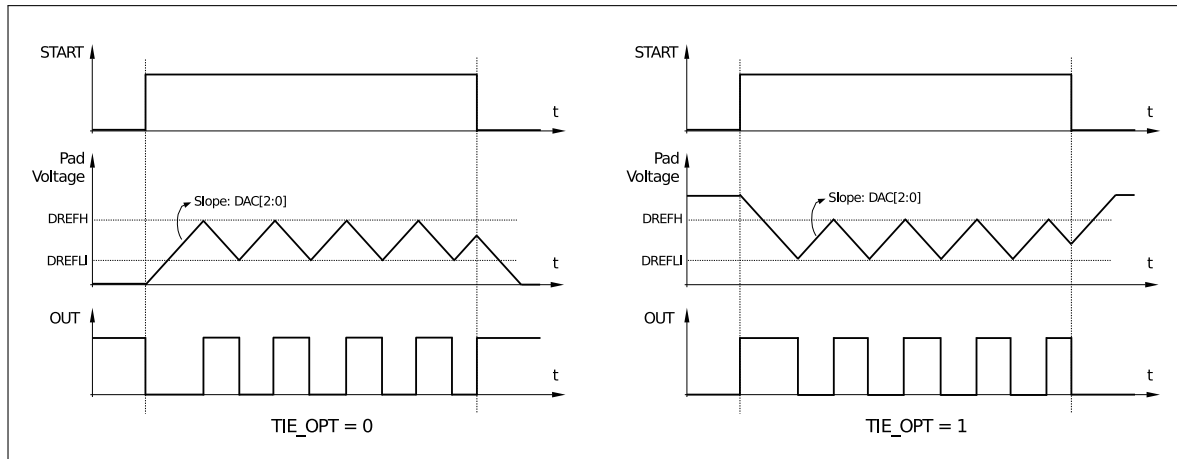 START
t
Pad
Voltage
Slope: DAC[2:0]
DREFH
DREFLI
t
OUT
t
TIE_OPT = 0
START
t
Pad
Voltage
Slope: DAC[2:0]
DREFH
DREFLI
t
OUT
t
TIE_OPT = 1